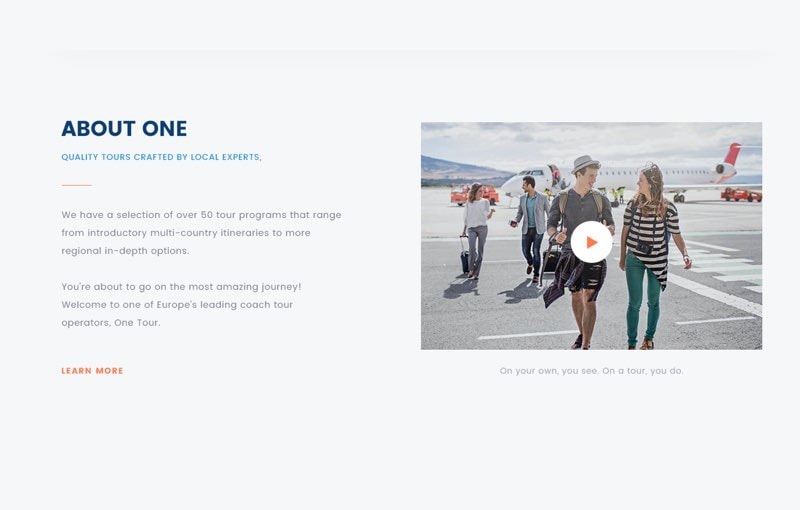 ABOUT ONE
QUALITY TOURS CRAFTED BY LOCAL EXPERTS,
We have a selection of over 50 tour programs that range
from introductory multi-country itineraries to more
regional in-depth options.
You're about to go on the most amazing journey!
Welcome to one of Europe's leading coach tour
operators, One Tour.
LEARN MORE
On your own, you see. On a tour, you do.